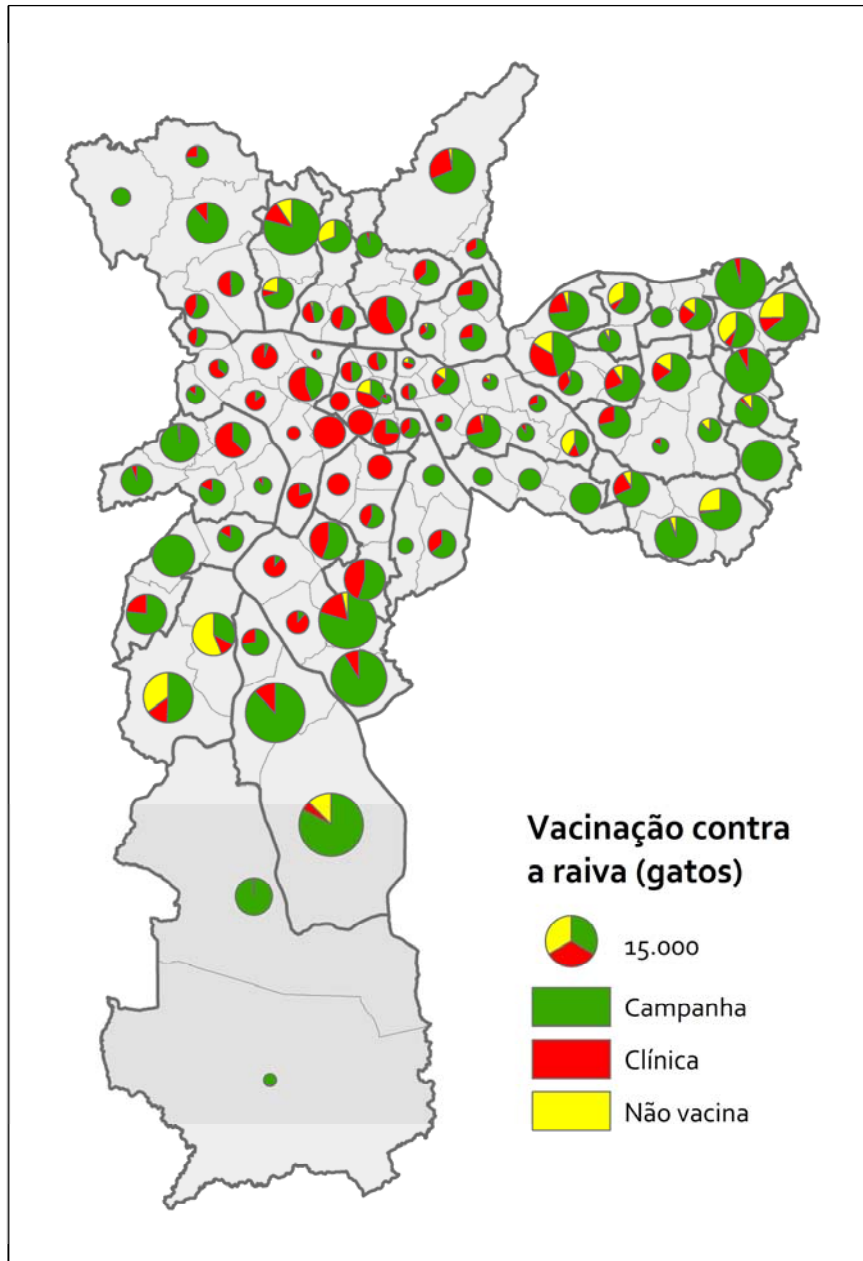 Vacinação contra
a raiva (gatos)
15.000
Campanha
Clínica
Não vacina